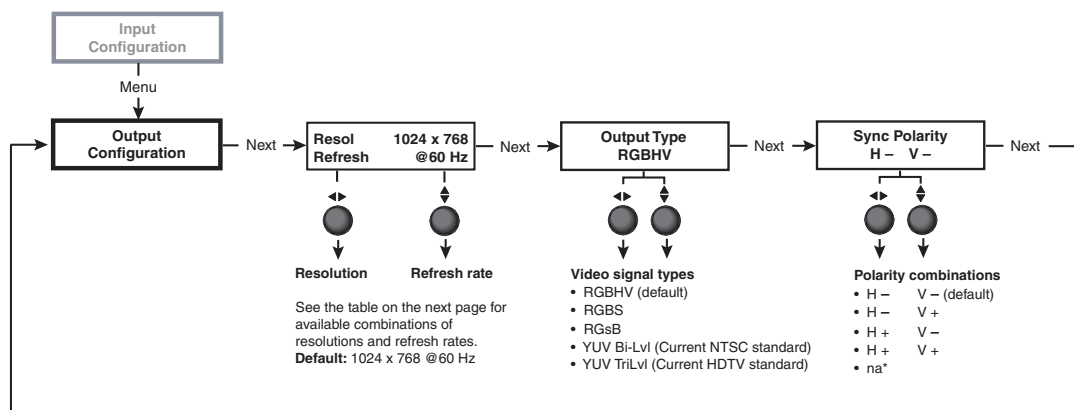 Input
Configuration
Menu
Output
Configuration
Next
Resol 1024 x 768
Refresh @60 Hz
Next
Output Type
RGBHV
Next
Sync Polarity
H – V –
Next
Resolution
Refresh rate
See the table on the next page for
available combinations of
resolutions and refresh rates.
Default: 1024 x 768 @60 Hz
Video signal types
• RGBHV (default)
• RGBS
• RGsB
• YUV Bi-Lvl (Current NTSC standard)
• YUV TriLvl (Current HDTV standard)
Polarity combinations
• H – V – (default)
• H – V +
• H + V –
• H + V +
• na*